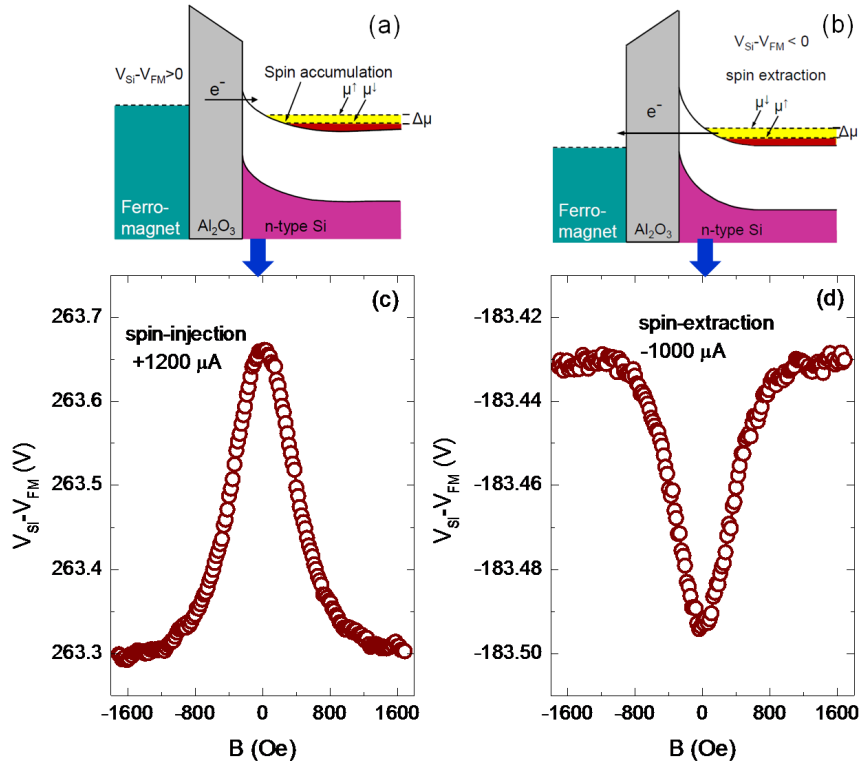 (a)
V_Si-V_FM>0
Spin accumulation
e⁻
μ↑ μ↓
Δμ
Ferro-
magnet
Al₂O₃
n-type Si
(b)
V_Si-V_FM < 0
spin extraction
e⁻
μ↓ μ↑
Δμ
Ferro-
magnet
Al₂O₃
n-type Si
(c)
spin-injection
+1200 μA
263.7
263.6
263.5
263.4
263.3
V_SI-V_FM (V)
-1600 -800 0 800 1600
B (Oe)
(d)
spin-extraction
-1000 μA
-183.42
-183.44
-183.46
-183.48
-183.50
V_SI-V_FM (V)
-1600 -800 0 800 1600
B (Oe)